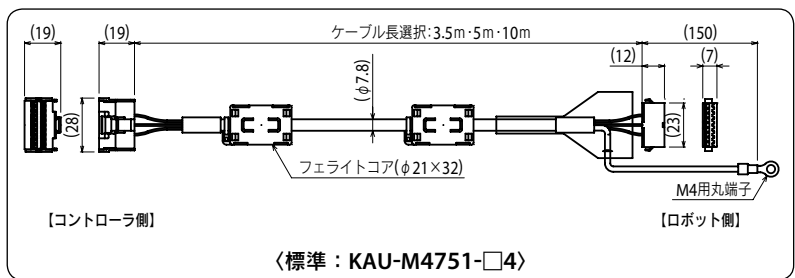 (19)
(19)
ケーブル長選択:3.5m・5m・10m
(150)
(12)
(7)
(φ7.8)
(28)
(23)
フェライトコア(φ21×32)
M4用丸端子
【コントローラ側】
【ロボット側】
〈標準：KAU-M4751-□4〉